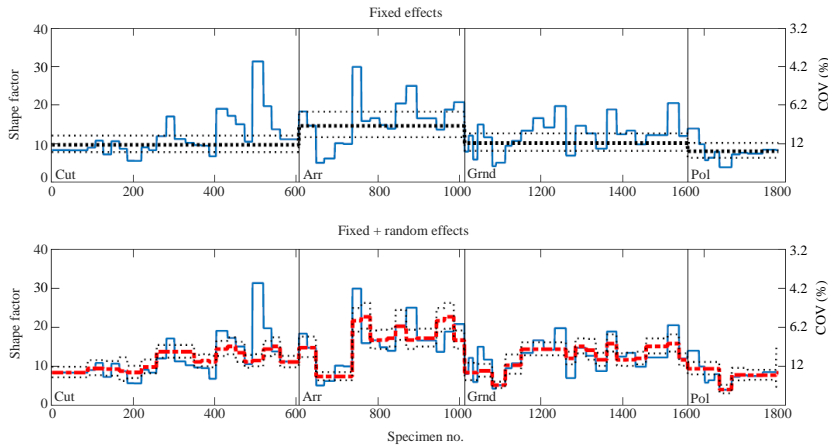 Fixed effects
40 3.2
30 4.2
Shape factor 20 6.2 COV (%)
10 12
0 Cut Arr Grnd Pol
0 200 400 600 800 1000 1200 1400 1600 1800
Fixed + random effects
40 3.2
30 4.2
Shape factor 20 6.2 COV (%)
10 12
0 Cut Arr Grnd Pol
0 200 400 600 800 1000 1200 1400 1600 1800
Specimen no.